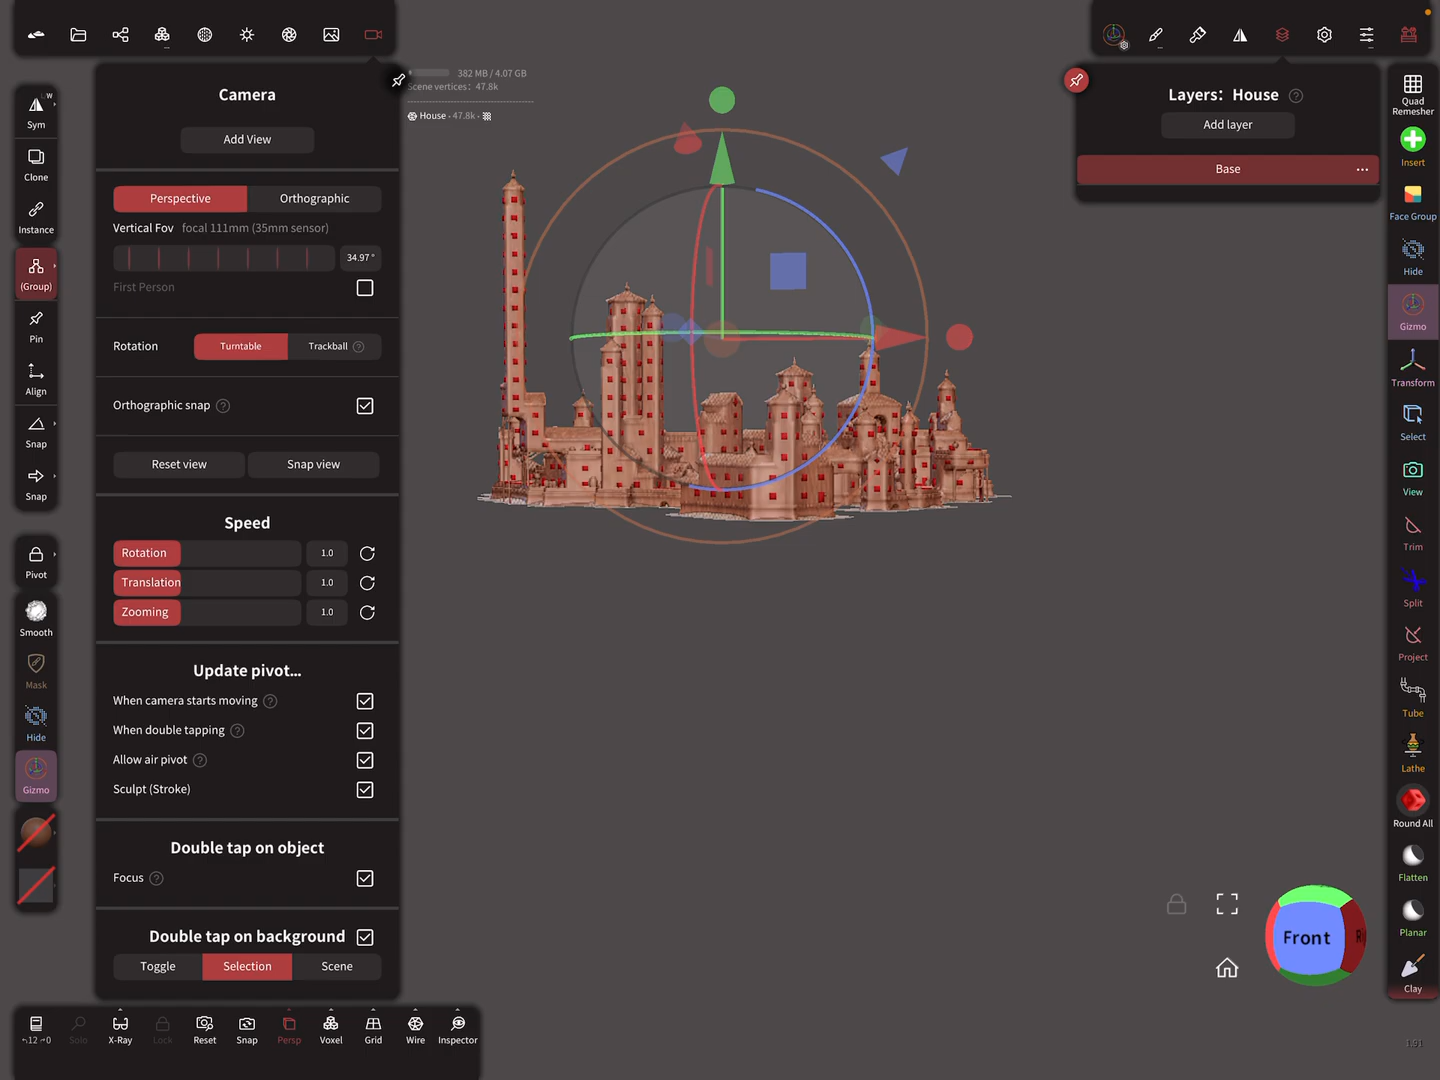 382 MB / 4.07 GB
Scene vertices: 47.8k
House - 47.8k -
W
Sym
Clone
Instance
(Group)
Pin
Align
Snap
Snap
Pivot
Smooth
Mask
Hide
Gizmo
Camera
Add View
Perspective
Orthographic
Vertical Fov focal 111mm (35mm sensor)
34.97°
First Person
Rotation
Turntable
Trackball ?
Orthographic snap ?
Reset view
Snap view
Speed
Rotation 1.0
Translation 1.0
Zooming 1.0
Update pivot...
When camera starts moving ?
When double tapping ?
Allow air pivot ?
Sculpt (Stroke)
Double tap on object
Focus ?
Double tap on background
Toggle
Selection
Scene
Layers: House ?
Add layer
Base ...
Quad
Remesher
Insert
Face Group
Hide
Gizmo
Transform
Select
View
Trim
Split
Project
Tube
Lathe
Round All
Flatten
Planar
Clay
Front
R
12 0
Solo
X-Ray
Lock
Reset
Snap
Persp
Voxel
Grid
Wire
Inspector
1.91